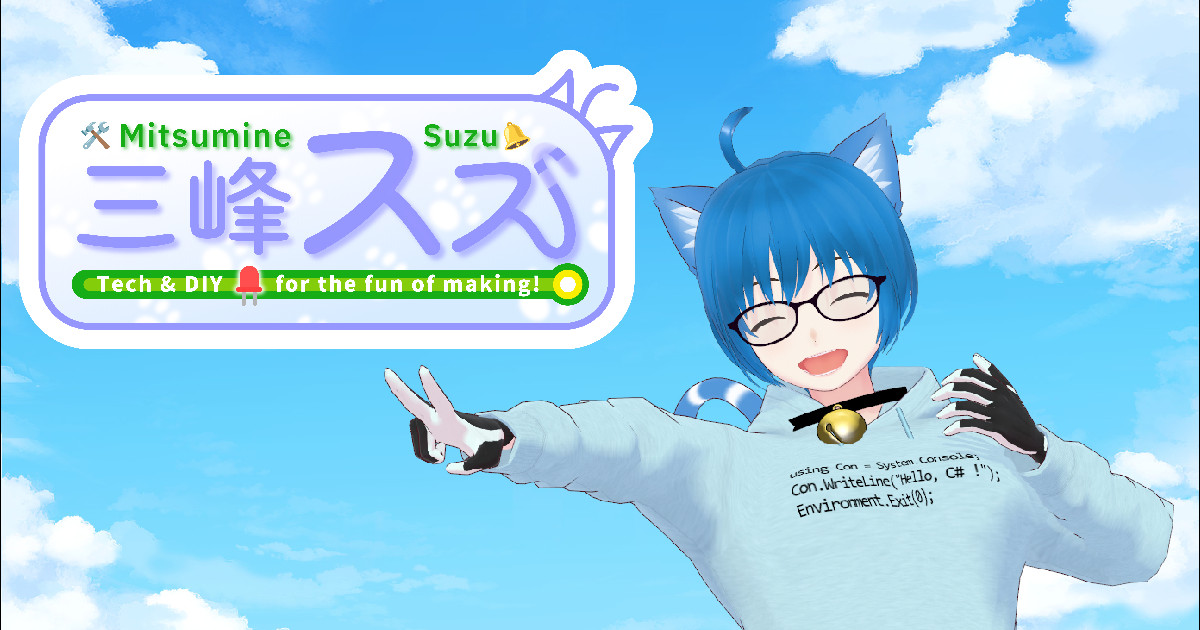 Mitsumine Suzu
三峰スズ
Tech & DIY for the fun of making!
using Con = System.Console;
Con.WriteLine("Hello, C# !");
Environment.Exit(0);